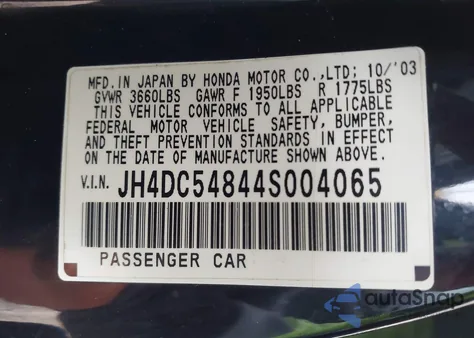 MFD. IN JAPAN BY HONDA MOTOR CO.,LTD; 10/'03
GVWR 3660LBS GAWR F 1950LBS R 1775LBS
THIS VEHICLE CONFORMS TO ALL APPLICABLE
FEDERAL MOTOR VEHICLE SAFETY, BUMPER,
AND THEFT PREVENTION STANDARDS IN EFFECT
ON THE DATE OF MANUFACTURE SHOWN ABOVE.
V.I.N. JH4DC54844S004065
PASSENGER CAR
autoSnap